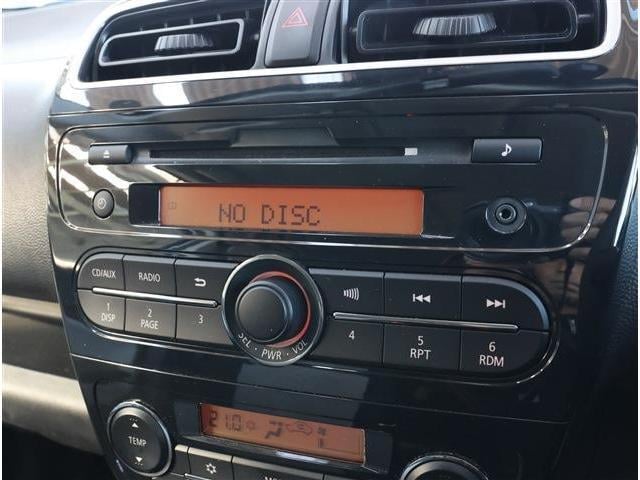 NO DISC
CD/AUX RADIO
1 2 3 4 5 6
DISP PAGE RPT RDM
SEL · PWR · VOL
21.0
TEMP